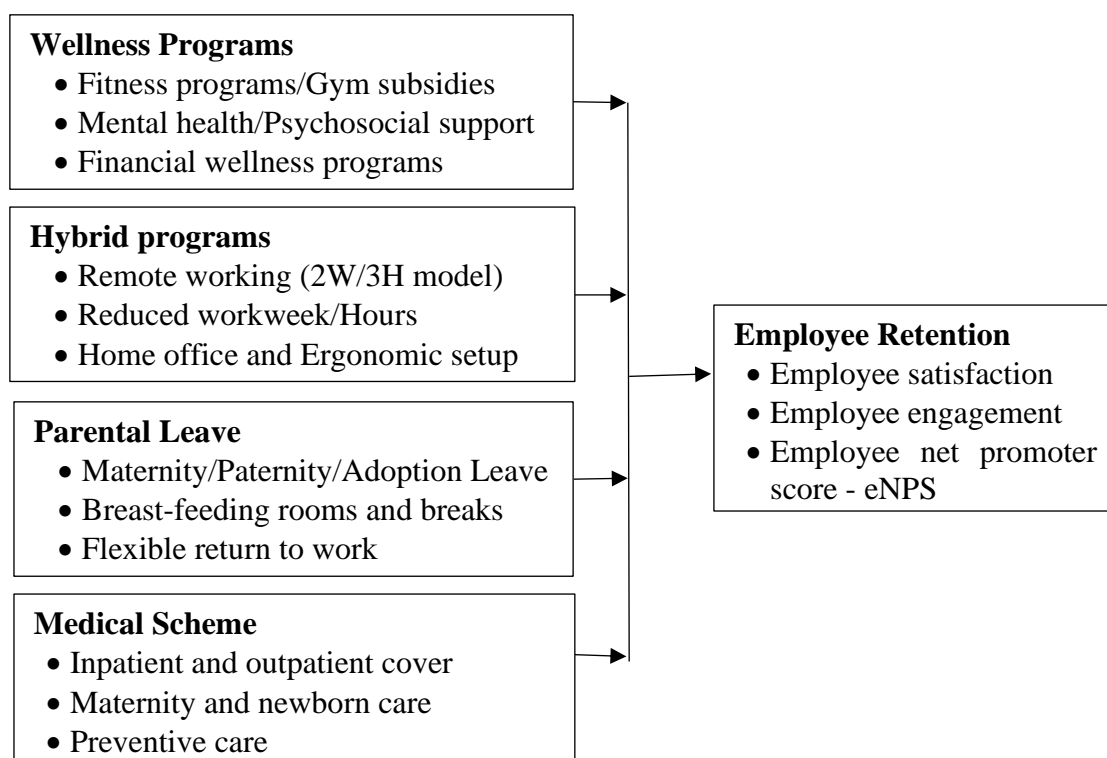 Wellness Programs
• Fitness programs/Gym subsidies
• Mental health/Psychosocial support
• Financial wellness programs
Hybrid programs
• Remote working (2W/3H model)
• Reduced workweek/Hours
• Home office and Ergonomic setup
Parental Leave
• Maternity/Paternity/Adoption Leave
• Breast-feeding rooms and breaks
• Flexible return to work
Medical Scheme
• Inpatient and outpatient cover
• Maternity and newborn care
• Preventive care
Employee Retention
• Employee satisfaction
• Employee engagement
• Employee net promoter
score - eNPS